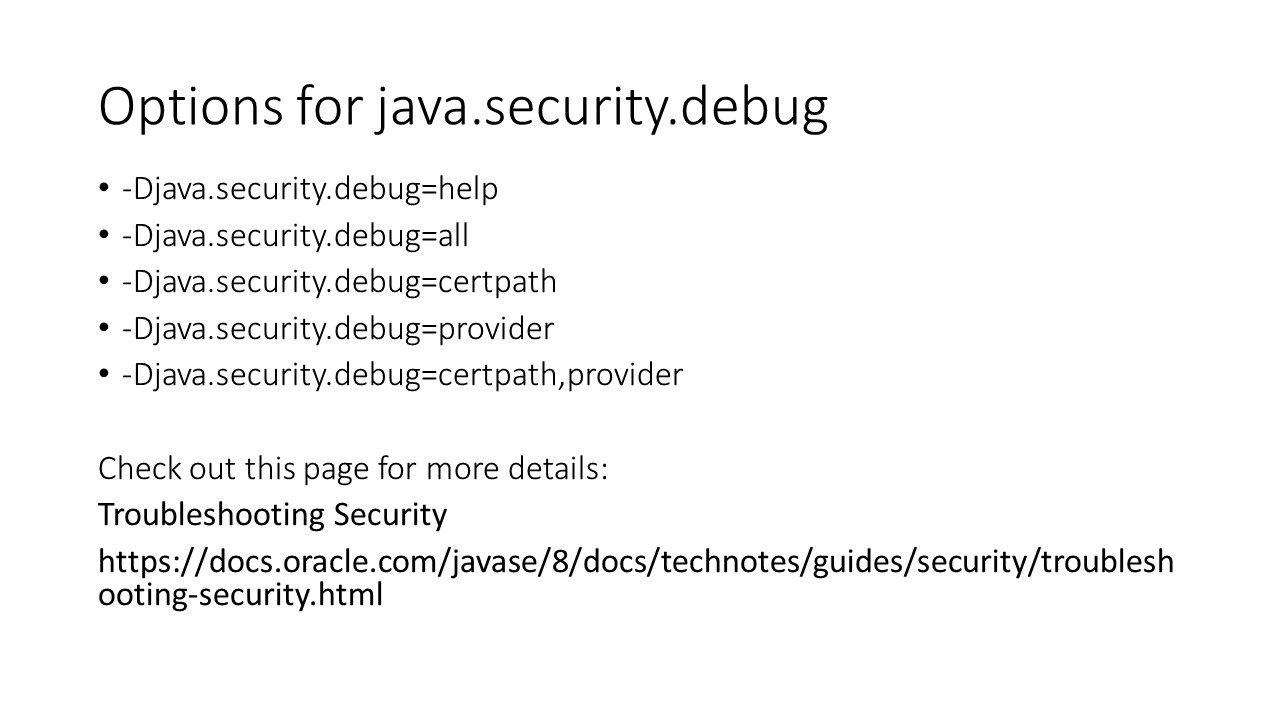 Options for java.security.debug
• -Djava.security.debug=help
• -Djava.security.debug=all
• -Djava.security.debug=certpath
• -Djava.security.debug=provider
• -Djava.security.debug=certpath,provider
Check out this page for more details:
Troubleshooting Security
https://docs.oracle.com/javase/8/docs/technotes/guides/security/troublesh
ooting-security.html